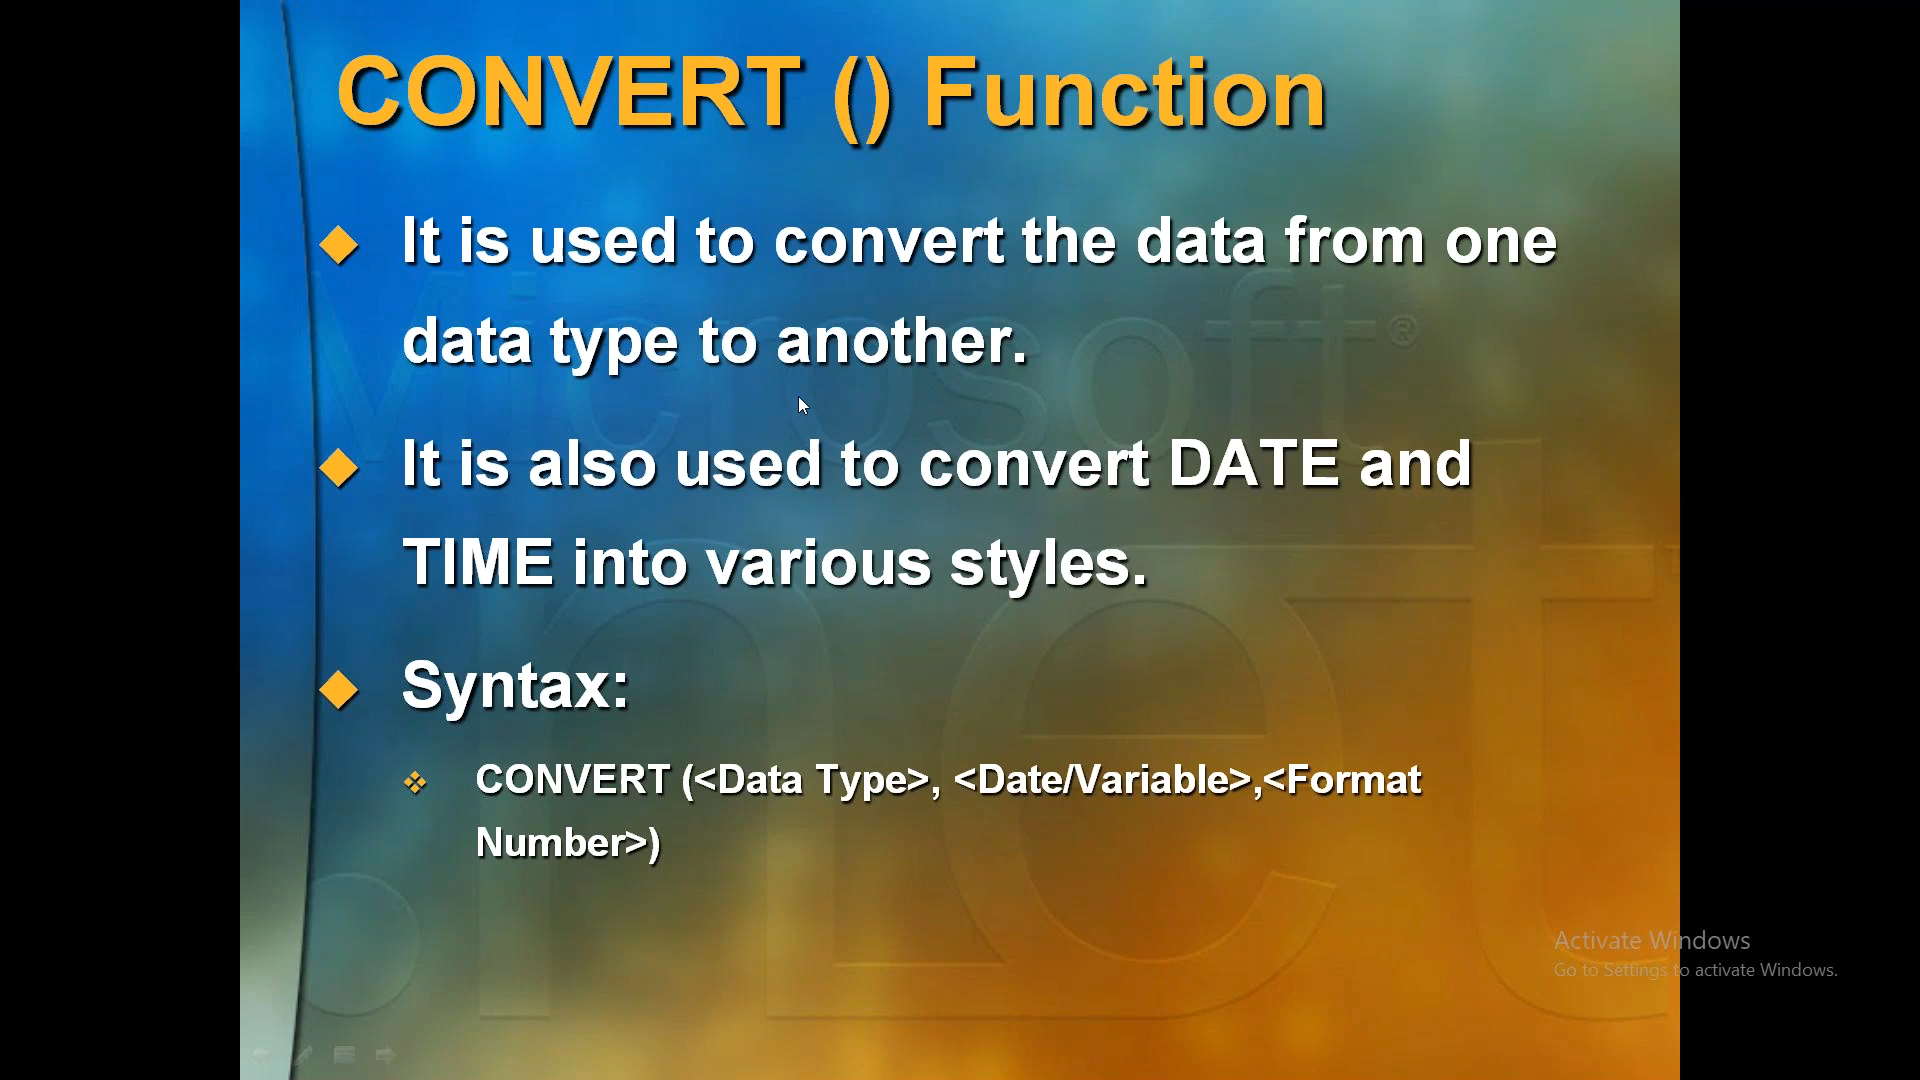 CONVERT () Function
It is used to convert the data from one
data type to another.
It is also used to convert DATE and
TIME into various styles.
Syntax:
CONVERT (<Data Type>, <Date/Variable>,<Format
Number>)
Microsoft®
.net
Activate Windows
Go to Settings to activate Windows.